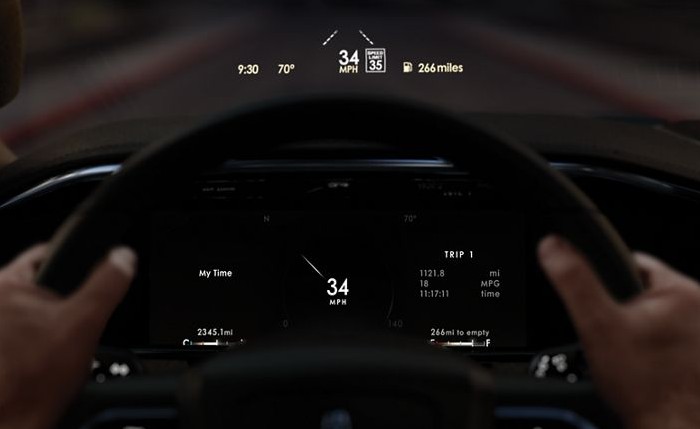 9:30 70° 34 MPH SPEED LIMIT 35 266 miles
N 70°
My Time
34
MPH
0 140
TRIP 1
1121.8 mi
18 MPG
11:17:11 time
2345.1mi
C
266mi to empty
F